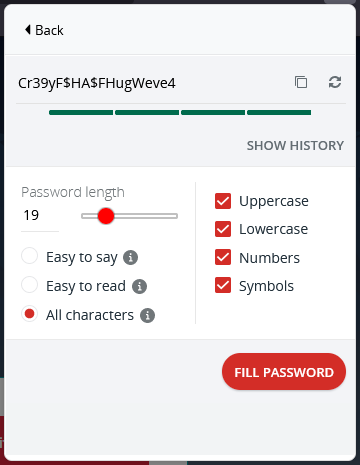 Back
Cr39yF$HA$FHugWeve4
SHOW HISTORY
Password length
19
Easy to say
Easy to read
All characters
Uppercase
Lowercase
Numbers
Symbols
FILL PASSWORD